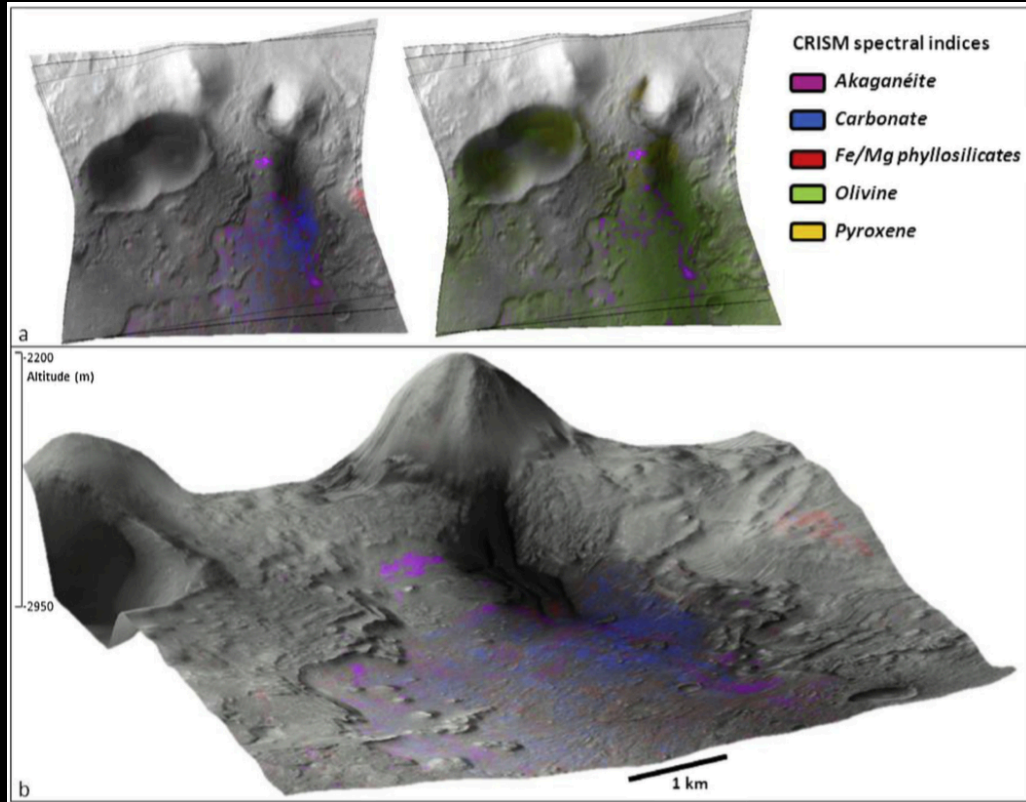 CRISM spectral indices
Akaganéite
Carbonate
Fe/Mg phyllosilicates
Olivine
Pyroxene
a
-2200
Altitude (m)
-2950
1 km
b